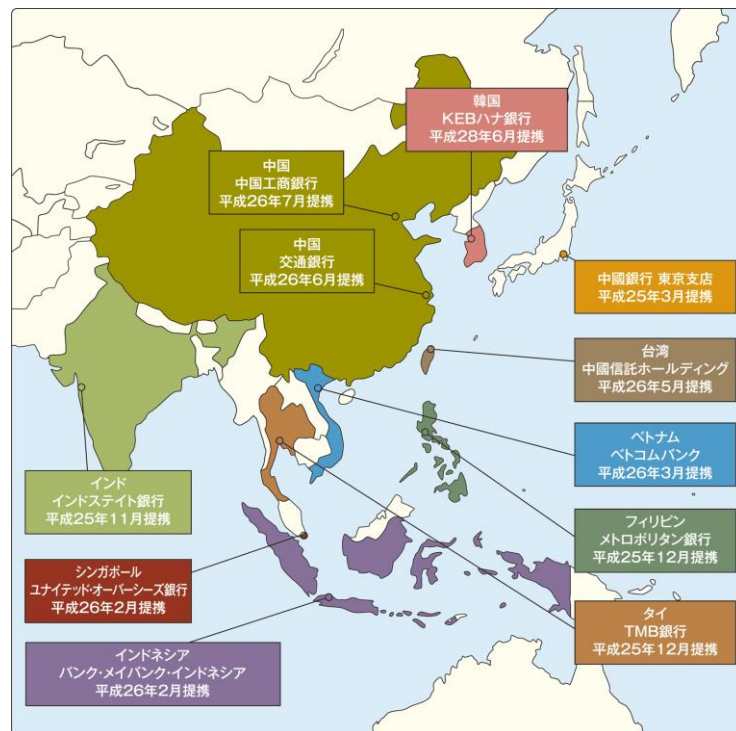 韓国
KEBハナ銀行
平成28年6月提携
中国
中国工商銀行
平成26年7月提携
中国
交通銀行
平成26年6月提携
中國銀行 東京支店
平成25年3月提携
台湾
中國信託ホールディング
平成26年5月提携
ベトナム
ベトコムバンク
平成26年3月提携
インド
インドステイト銀行
平成25年11月提携
フィリピン
メトロポリタン銀行
平成25年12月提携
シンガポール
ユナイテッド・オーバーシーズ銀行
平成26年2月提携
タイ
TMB銀行
平成25年12月提携
インドネシア
バンク・メイバンク・インドネシア
平成26年2月提携